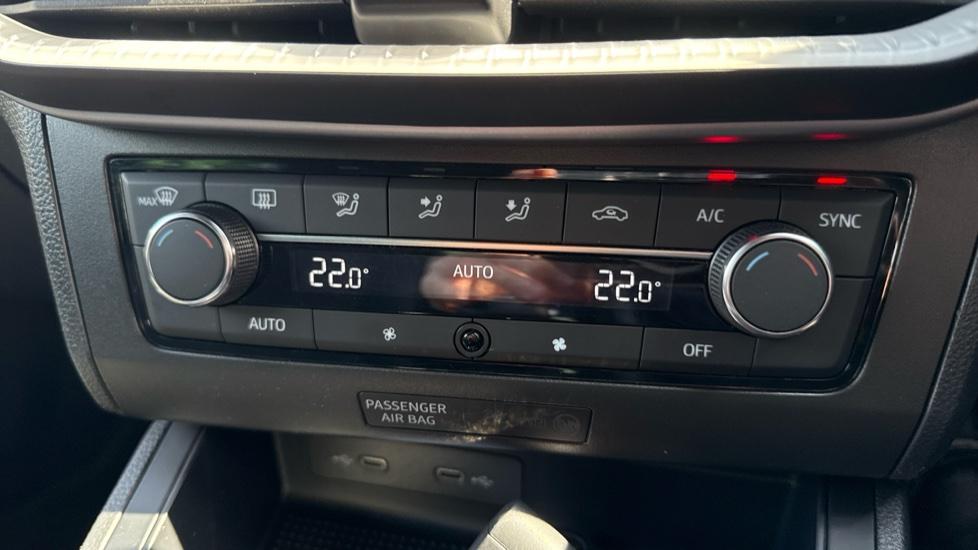 MAX
A/C
SYNC
22.0°
AUTO
22.0°
AUTO
OFF
PASSENGER
AIR BAG